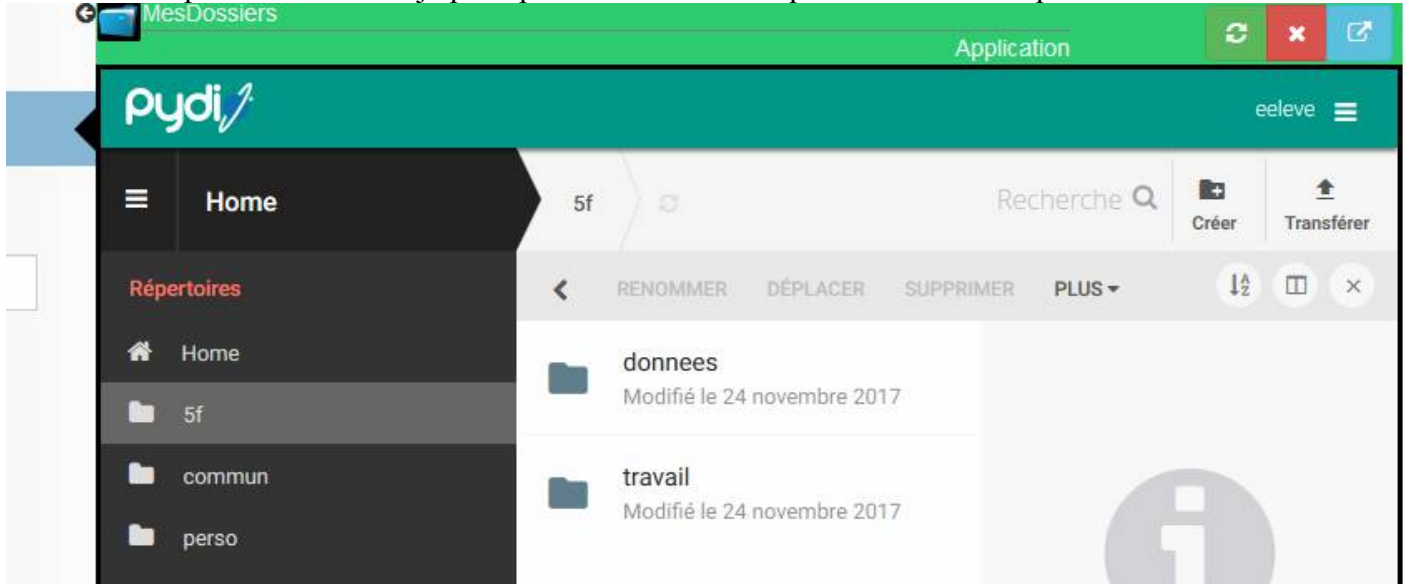 MesDossiers
Application
pydi
eeleve
Home
5f
Recherche
Créer
Transférer
Répertoires
RENOMMER DÉPLACER SUPPRIMER PLUS
Home
donnees
Modifié le 24 novembre 2017
5f
commun
travail
Modifié le 24 novembre 2017
perso